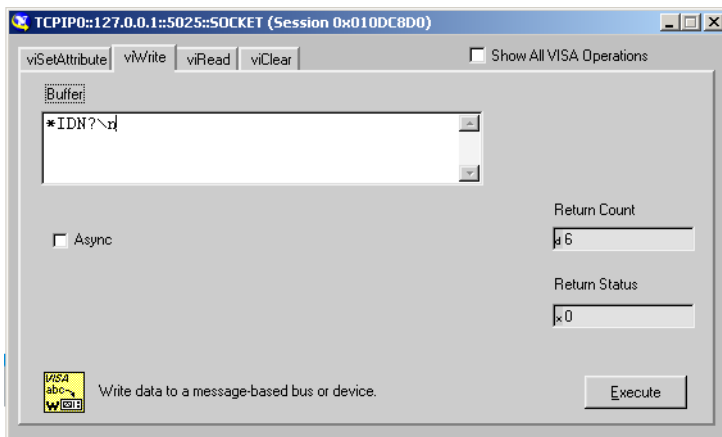 TCPIP0::127.0.0.1::5025::SOCKET (Session 0x010DC8D0)
viSetAttribute viWrite viRead viClear Show All VISA Operations
Buffer
*IDN?\n
Return Count
d 6
Async
Return Status
x 0
VISA
abc
W
Write data to a message-based bus or device.
Execute